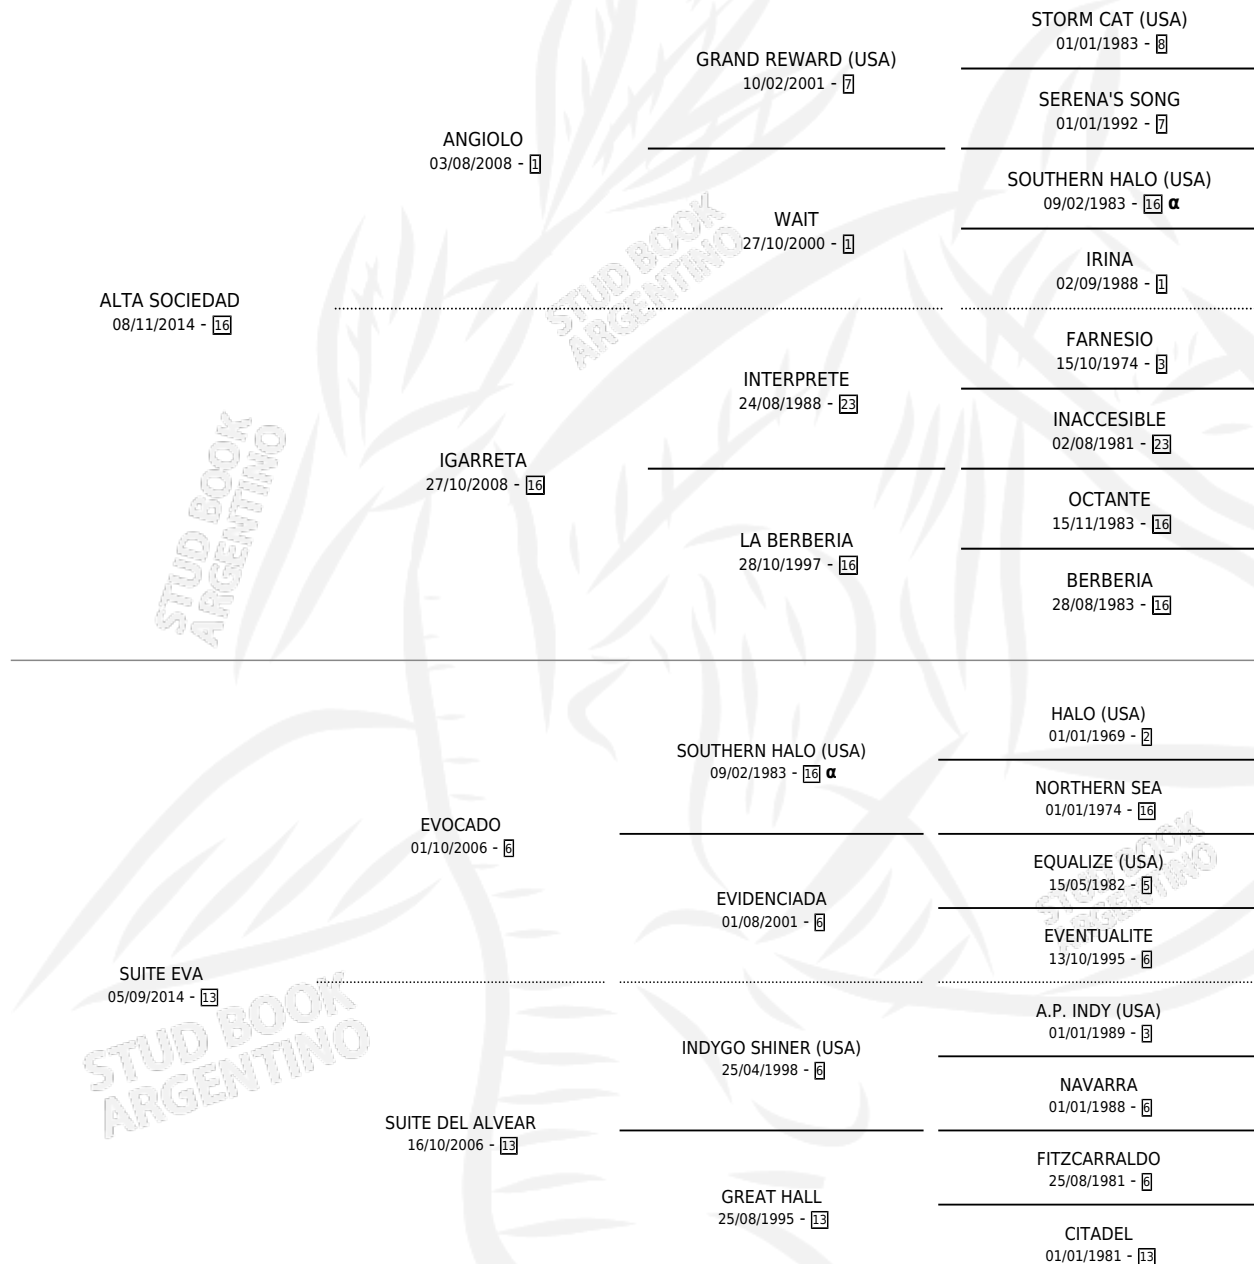 STORM CAT (USA)
01/01/1983 - 8
GRAND REWARD (USA)
10/02/2001 - 7
SERENA'S SONG
01/01/1992 - 7
ANGIOLO
03/08/2008 - 1
SOUTHERN HALO (USA)
09/02/1983 - 16 α
WAIT
27/10/2000 - 1
IRINA
02/09/1988 - 1
ALTA SOCIEDAD
08/11/2014 - 16
FARNESIO
15/10/1974 - 3
INTERPRETE
24/08/1988 - 23
INACCESIBLE
02/08/1981 - 23
IGARRETA
27/10/2008 - 16
OCTANTE
15/11/1983 - 16
LA BERBERIA
28/10/1997 - 16
BERBERIA
28/08/1983 - 16
HALO (USA)
01/01/1969 - 2
SOUTHERN HALO (USA)
09/02/1983 - 16 α
NORTHERN SEA
01/01/1974 - 16
EVOCADO
01/10/2006 - 6
EQUALIZE (USA)
15/05/1982 - 5
EVIDENCIADA
01/08/2001 - 6
EVENTUALITE
13/10/1995 - 6
SUITE EVA
05/09/2014 - 13
A.P. INDY (USA)
01/01/1989 - 3
INDYGO SHINER (USA)
25/04/1998 - 6
NAVARRA
01/01/1988 - 6
SUITE DEL ALVEAR
16/10/2006 - 13
FITZCARRALDO
25/08/1981 - 6
GREAT HALL
25/08/1995 - 13
CITADEL
01/01/1981 - 13
STUD BOOK
ARGENTINO
STUD BOOK
ARGENTINO
STUD BOOK
ARGENTINO
STUD BOOK
ARGENTINO